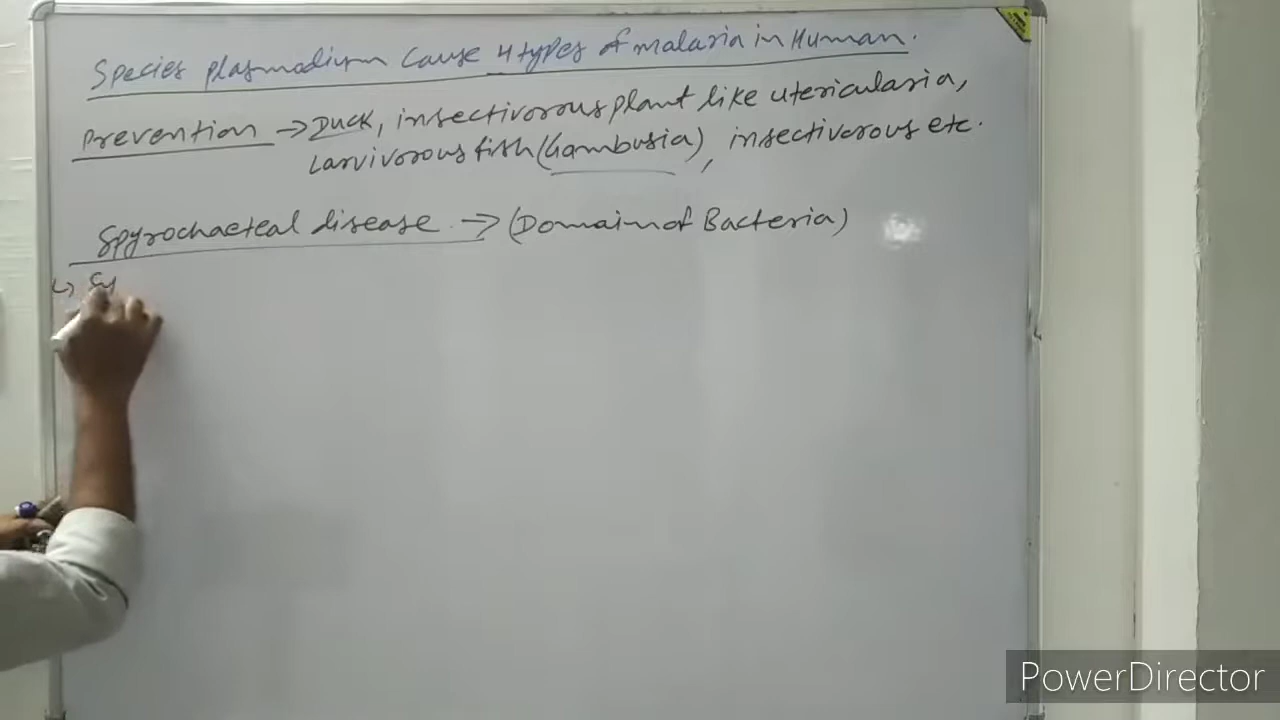 Species plasmodium cause 4 types of malaria in Human.
Prevention → Duck, insectivorous plant like utericularia,
Larvivorous fish (Gambusia), insectivorous etc.
Spyrochaeteal disease → (Domain of Bacteria)
↳ Sy
PowerDirector